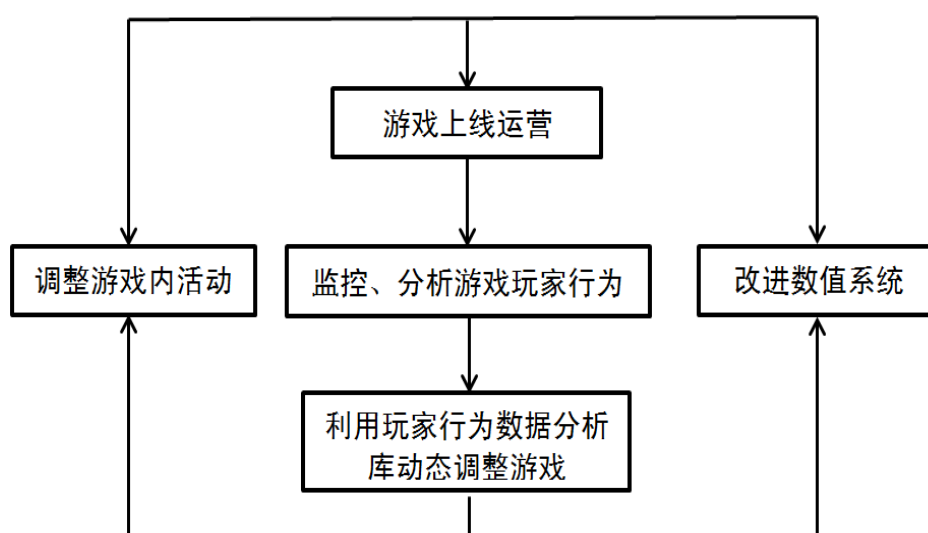 游戏上线运营
调整游戏内活动
监控、分析游戏玩家行为
改进数值系统
利用玩家行为数据分析
库动态调整游戏